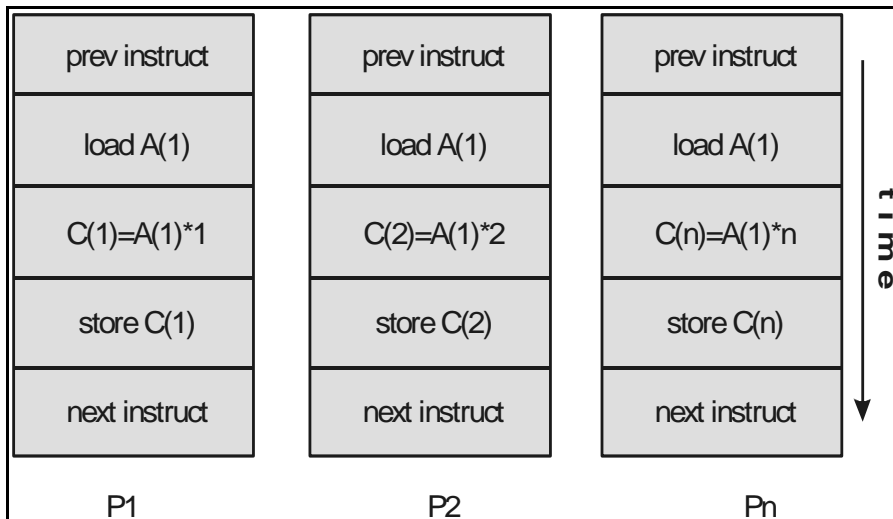 prev instruct prev instruct prev instruct
load A(1) load A(1) load A(1)
C(1)=A(1)*1 C(2)=A(1)*2 C(n)=A(1)*n
store C(1) store C(2) store C(n)
next instruct next instruct next instruct
P1 P2 Pn
time